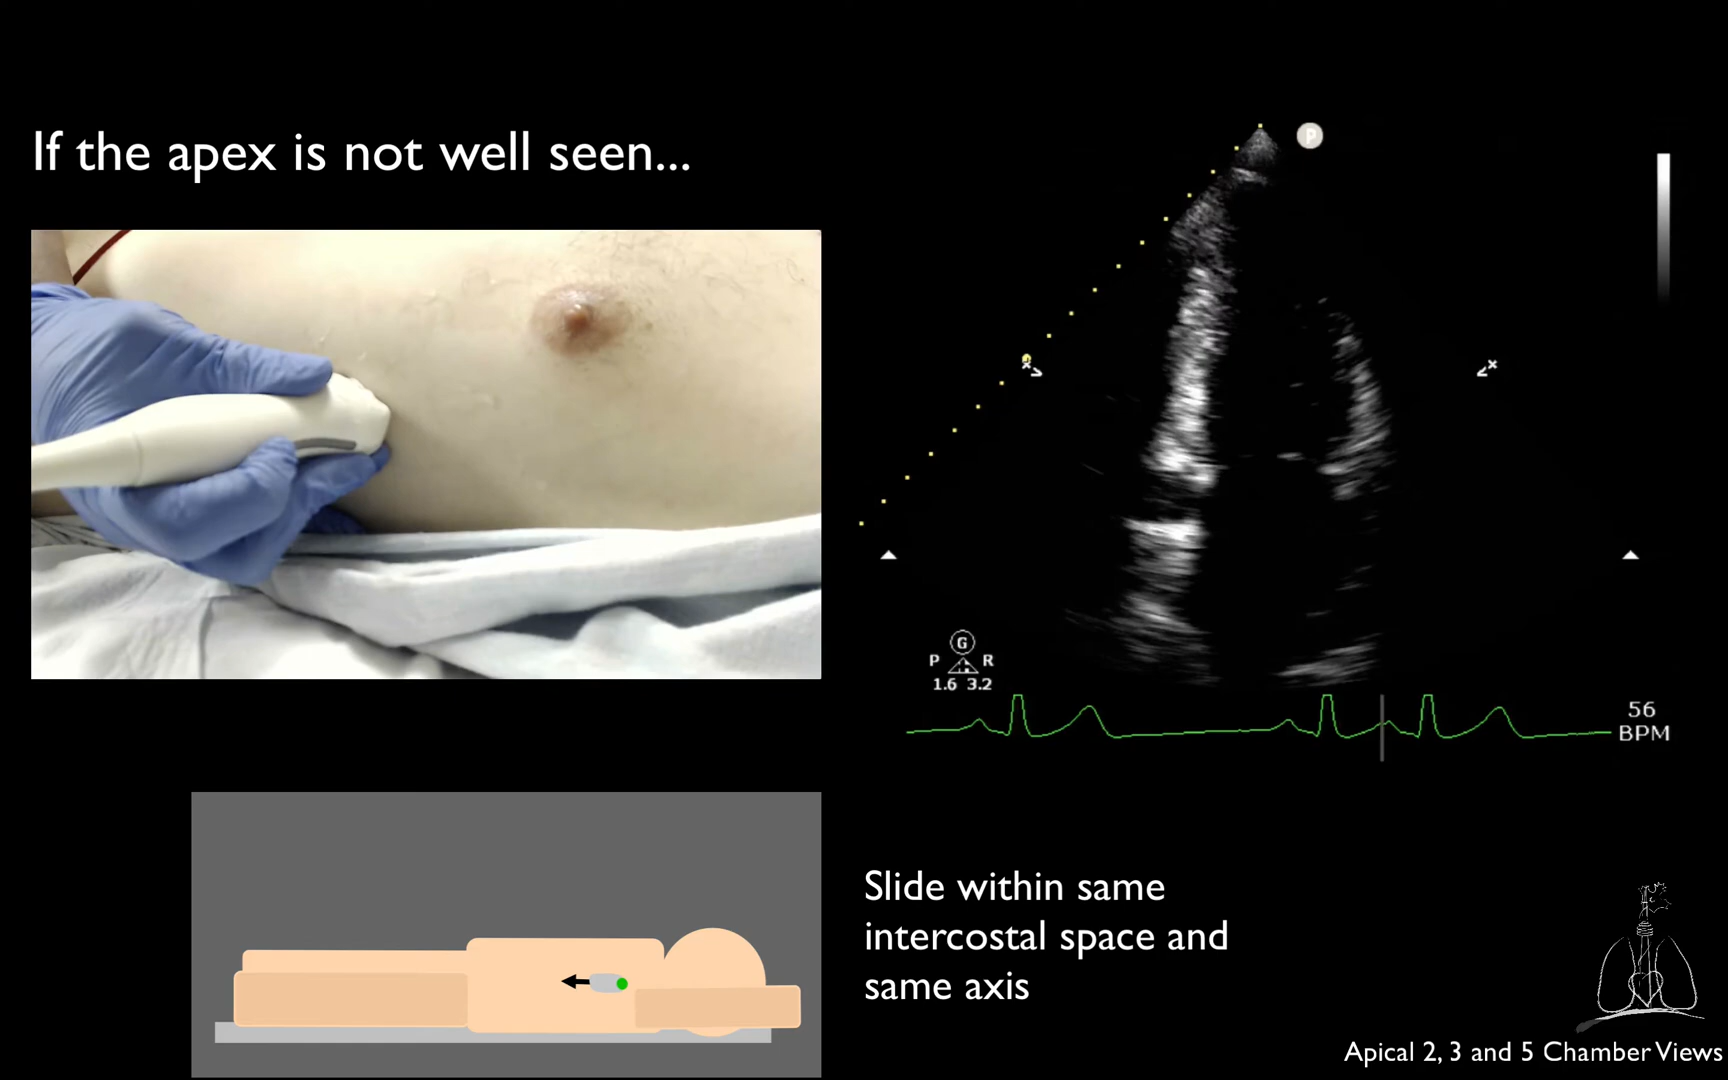 If the apex is not well seen...
P
G
P R
1.6 3.2
56
BPM
Slide within same
intercostal space and
same axis
Apical 2, 3 and 5 Chamber Views